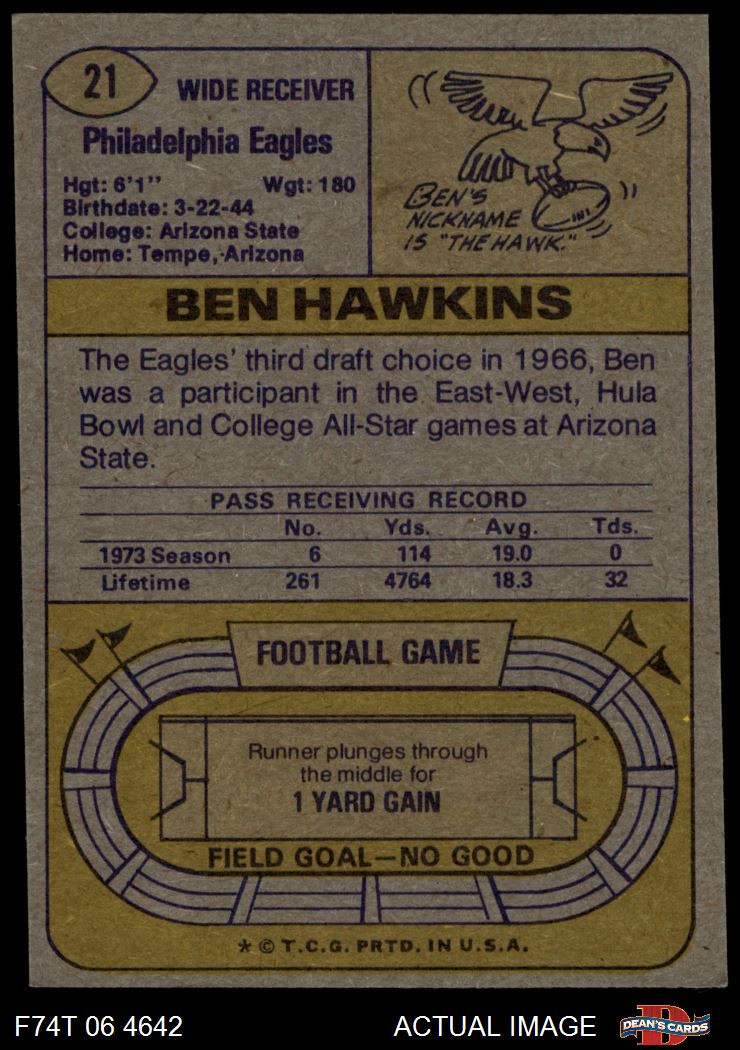 21
WIDE RECEIVER
Philadelphia Eagles
Hgt: 6'1'' Wgt: 180
Birthdate: 3-22-44
College: Arizona State
Home: Tempe, Arizona
BEN'S
NICKNAME
IS "THE HAWK."
BEN HAWKINS
The Eagles' third draft choice in 1966, Ben
was a participant in the East-West, Hula
Bowl and College All-Star games at Arizona
State.
PASS RECEIVING RECORD
No. Yds. Avg. Tds.
1973 Season 6 114 19.0 0
Lifetime 261 4764 18.3 32
FOOTBALL GAME
Runner plunges through
the middle for
1 YARD GAIN
FIELD GOAL—NO GOOD
* © T.C.G. PRTD. IN U.S.A.
F74T 06 4642 ACTUAL IMAGE
D
DEAN'S CARDS